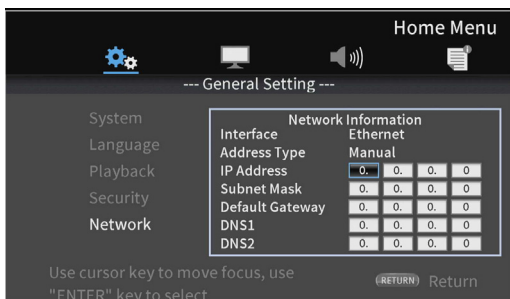 Home Menu
--- General Setting ---
System
Language
Playback
Security
Network
Network Information
Interface Ethernet
Address Type Manual
IP Address 0. 0. 0. 0
Subnet Mask 0. 0. 0. 0
Default Gateway 0. 0. 0. 0
DNS1 0. 0. 0. 0
DNS2 0. 0. 0. 0
Use cursor key to move focus, use
"ENTER" key to select
RETURN Return